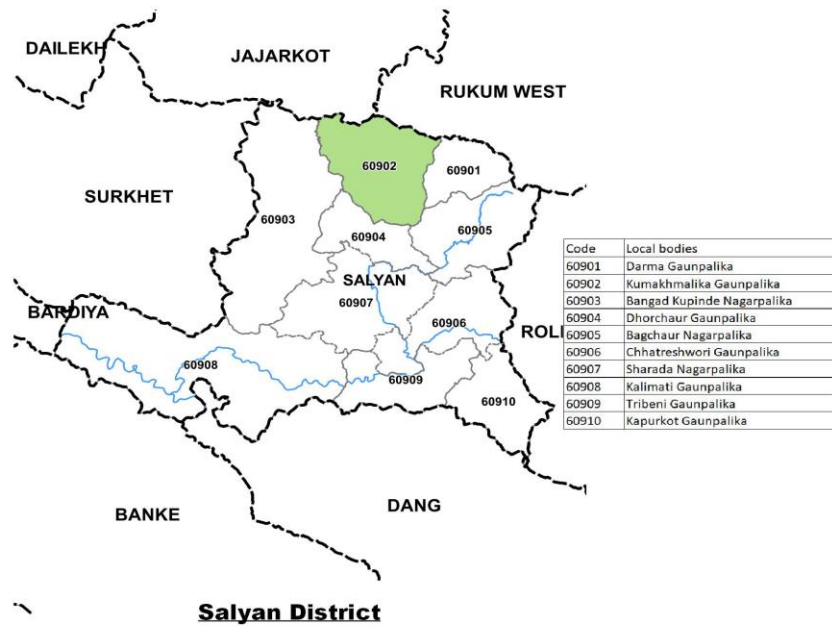 DAILEKH
JAJARKOT
RUKUM WEST
60902
60901
SURKHET
60903
60904
60905
SALYAN
60907
BARDIYA
60906
ROL
60908
60909
60910
BANKE
DANG
Code Local bodies
60901 Darma Gaunpalika
60902 Kumakhmalika Gaunpalika
60903 Bangad Kupinde Nagarpalika
60904 Dhorchaur Gaunpalika
60905 Bagchaur Nagarpalika
60906 Chhatreshwori Gaunpalika
60907 Sharada Nagarpalika
60908 Kalimati Gaunpalika
60909 Tribeni Gaunpalika
60910 Kapurkot Gaunpalika
Salyan District